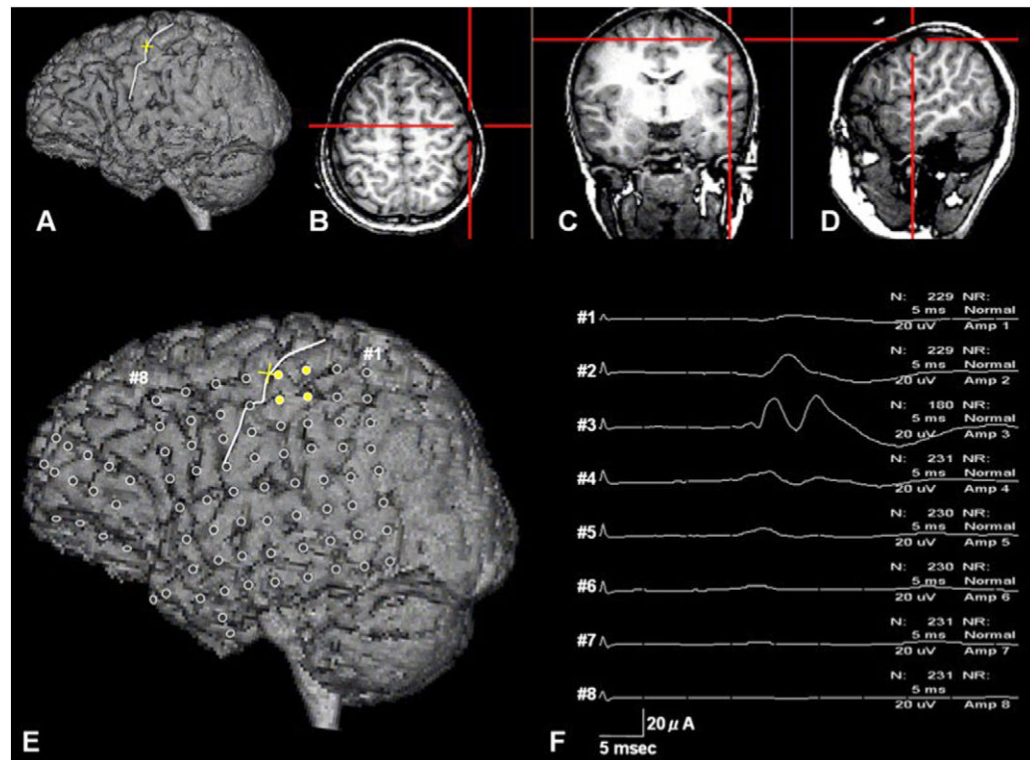 A
B
C
D
#8
#1
E
#1
N: 229 NR:
5 ms Normal
20 uV Amp 1
#2
N: 229 NR:
5 ms Normal
20 uV Amp 2
#3
N: 180 NR:
5 ms Normal
20 uV Amp 3
#4
N: 231 NR:
5 ms Normal
20 uV Amp 4
#5
N: 230 NR:
5 ms Normal
20 uV Amp 5
#6
N: 230 NR:
5 ms Normal
20 uV Amp 6
#7
N: 231 NR:
5 ms Normal
20 uV Amp 7
#8
N: 231 NR:
5 ms
20 uV Amp 8
F
20 μ A
5 msec